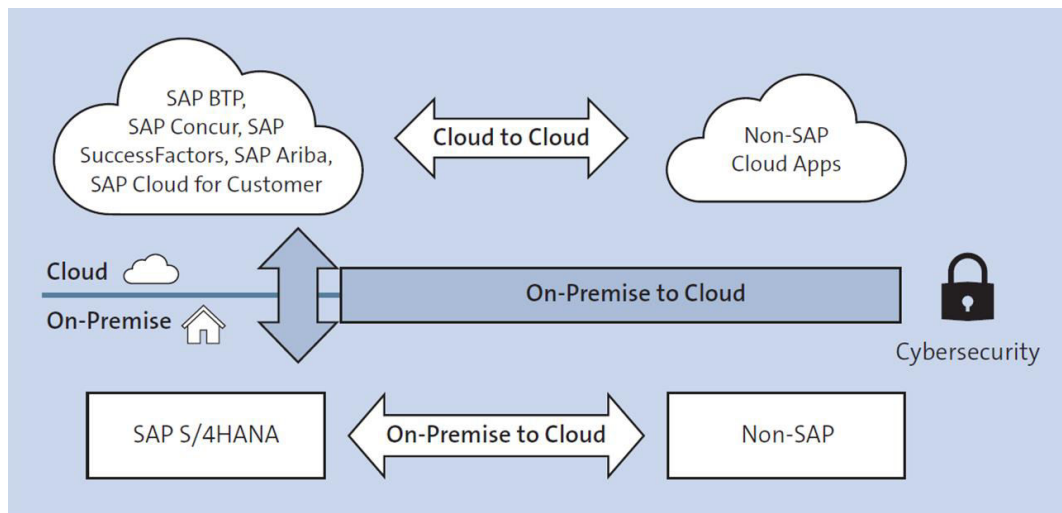 SAP BTP,
SAP Concur, SAP
SuccessFactors, SAP Ariba,
SAP Cloud for Customer
Cloud to Cloud
Non-SAP
Cloud Apps
Cloud
On-Premise to Cloud
On-Premise
Cybersecurity
SAP S/4HANA
On-Premise to Cloud
Non-SAP